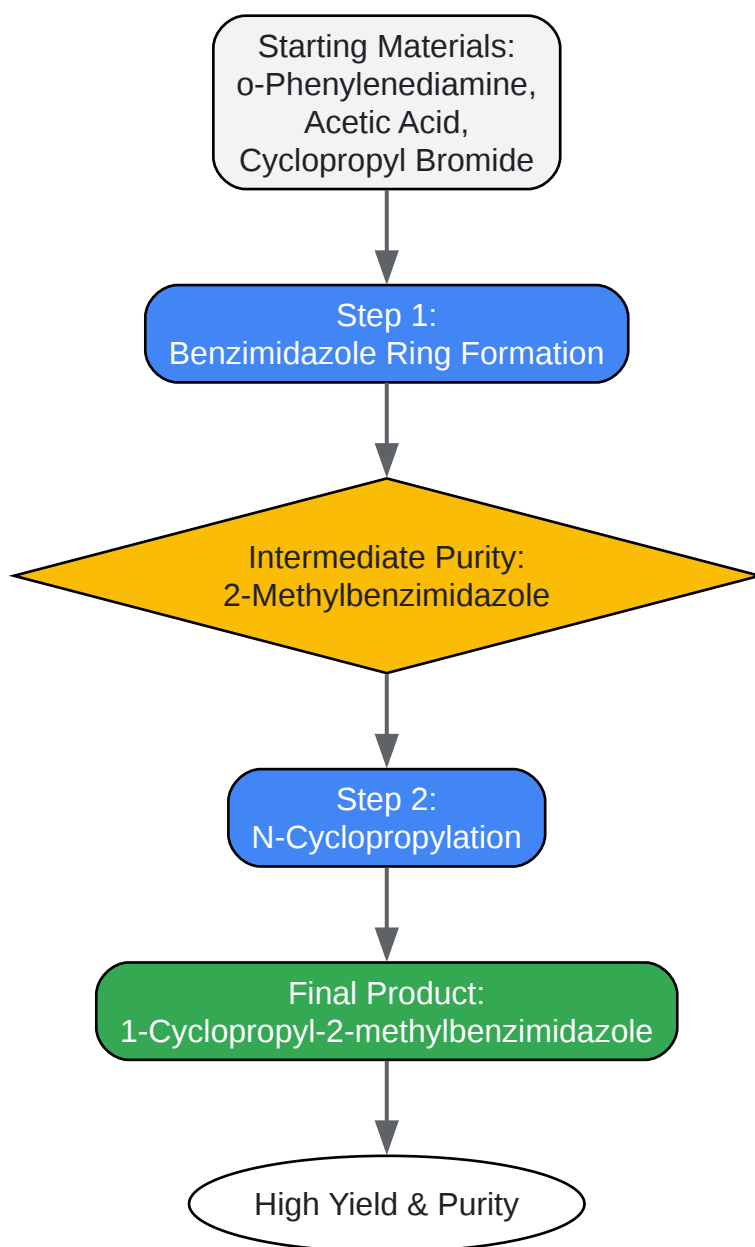 Starting Materials:
o-Phenylenediamine,
Acetic Acid,
Cyclopropyl Bromide
Step 1:
Benzimidazole Ring Formation
Intermediate Purity:
2-Methylbenzimidazole
Step 2:
N-Cyclopropylation
Final Product:
1-Cyclopropyl-2-methylbenzimidazole
High Yield & Purity